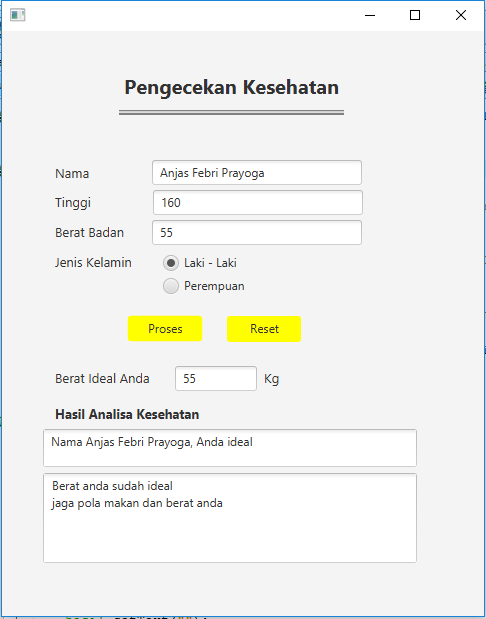 Pengecekan Kesehatan
Nama Anjas Febri Prayoga
Tinggi 160
Berat Badan 55
Jenis Kelamin Laki - Laki
Perempuan
Proses Reset
Berat Ideal Anda 55 Kg
Hasil Analisa Kesehatan
Nama Anjas Febri Prayoga, Anda ideal
Berat anda sudah ideal
jaga pola makan dan berat anda